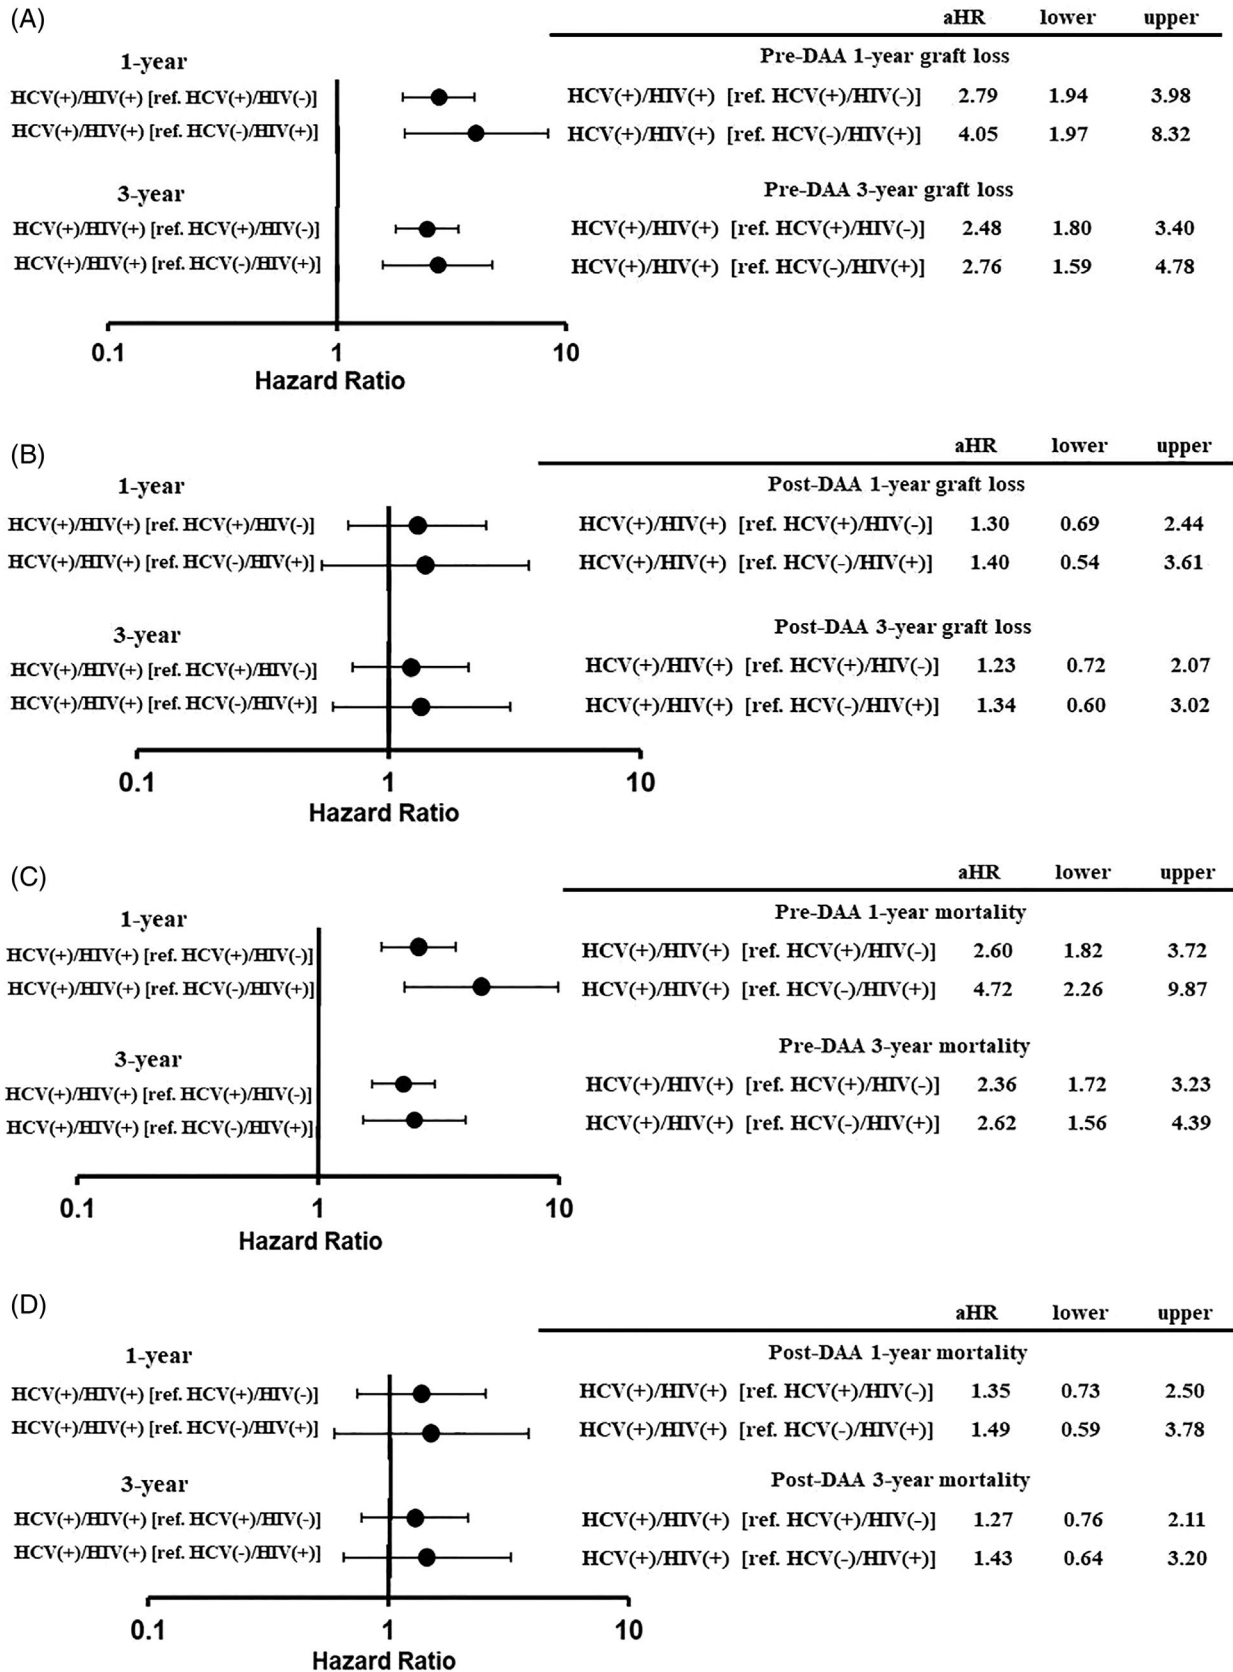 (A)
aHR lower upper
1-year
Pre-DAA 1-year graft loss
HCV(+)/HIV(+) [ref. HCV(+)/HIV(-)] HCV(+)/HIV(+) [ref. HCV(+)/HIV(-)] 2.79 1.94 3.98
HCV(+)/HIV(+) [ref. HCV(-)/HIV(+)] HCV(+)/HIV(+) [ref. HCV(-)/HIV(+)] 4.05 1.97 8.32
3-year
Pre-DAA 3-year graft loss
HCV(+)/HIV(+) [ref. HCV(+)/HIV(-)] HCV(+)/HIV(+) [ref. HCV(+)/HIV(-)] 2.48 1.80 3.40
HCV(+)/HIV(+) [ref. HCV(-)/HIV(+)] HCV(+)/HIV(+) [ref. HCV(-)/HIV(+)] 2.76 1.59 4.78
0.1 1 10
Hazard Ratio
(B)
aHR lower upper
1-year
Post-DAA 1-year graft loss
HCV(+)/HIV(+) [ref. HCV(+)/HIV(-)] HCV(+)/HIV(+) [ref. HCV(+)/HIV(-)] 1.30 0.69 2.44
HCV(+)/HIV(+) [ref. HCV(-)/HIV(+)] HCV(+)/HIV(+) [ref. HCV(-)/HIV(+)] 1.40 0.54 3.61
3-year
Post-DAA 3-year graft loss
HCV(+)/HIV(+) [ref. HCV(+)/HIV(-)] HCV(+)/HIV(+) [ref. HCV(+)/HIV(-)] 1.23 0.72 2.07
HCV(+)/HIV(+) [ref. HCV(-)/HIV(+)] HCV(+)/HIV(+) [ref. HCV(-)/HIV(+)] 1.34 0.60 3.02
0.1 1 10
Hazard Ratio
(C)
aHR lower upper
1-year
Pre-DAA 1-year mortality
HCV(+)/HIV(+) [ref. HCV(+)/HIV(-)] HCV(+)/HIV(+) [ref. HCV(+)/HIV(-)] 2.60 1.82 3.72
HCV(+)/HIV(+) [ref. HCV(-)/HIV(+)] HCV(+)/HIV(+) [ref. HCV(-)/HIV(+)] 4.72 2.26 9.87
3-year
Pre-DAA 3-year mortality
HCV(+)/HIV(+) [ref. HCV(+)/HIV(-)] HCV(+)/HIV(+) [ref. HCV(+)/HIV(-)] 2.36 1.72 3.23
HCV(+)/HIV(+) [ref. HCV(-)/HIV(+)] HCV(+)/HIV(+) [ref. HCV(-)/HIV(+)] 2.62 1.56 4.39
0.1 1 10
Hazard Ratio
(D)
aHR lower upper
1-year
Post-DAA 1-year mortality
HCV(+)/HIV(+) [ref. HCV(+)/HIV(-)] HCV(+)/HIV(+) [ref. HCV(+)/HIV(-)] 1.35 0.73 2.50
HCV(+)/HIV(+) [ref. HCV(-)/HIV(+)] HCV(+)/HIV(+) [ref. HCV(-)/HIV(+)] 1.49 0.59 3.78
3-year
Post-DAA 3-year mortality
HCV(+)/HIV(+) [ref. HCV(+)/HIV(-)] HCV(+)/HIV(+) [ref. HCV(+)/HIV(-)] 1.27 0.76 2.11
HCV(+)/HIV(+) [ref. HCV(-)/HIV(+)] HCV(+)/HIV(+) [ref. HCV(-)/HIV(+)] 1.43 0.64 3.20
0.1 1 10
Hazard Ratio